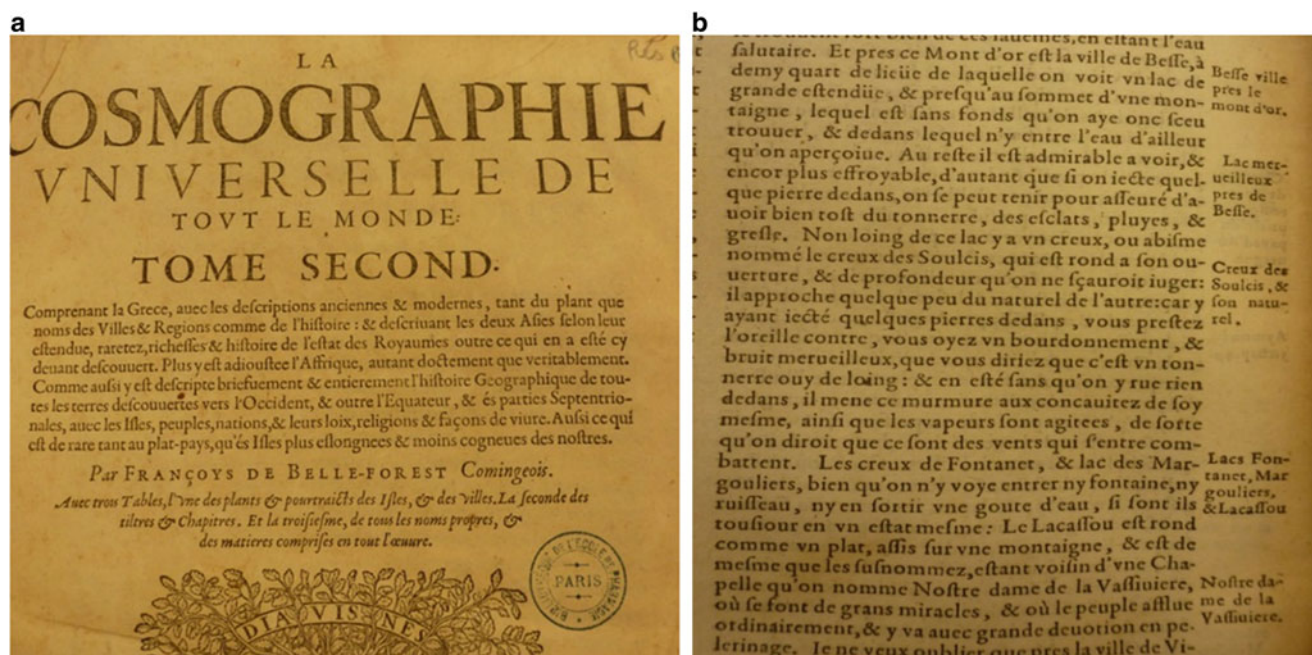 a
LA
COSMOGRAPHIE
VNIVERSELLE DE
TOVT LE MONDE:
TOME SECOND.
Comprenant la Grece, auec les deſcriptions anciennes & modernes, tant du plant que
noms des Villes & Regions comme de l'hiſtoire: & deſcriuant les deux Aſies ſelon leur
eſtendue, raretez, richeſſes & hiſtoire de l'eſtat des Royaumes outre ce qui en a eſté cy
deuant deſcouuert. Plus y eſt adiouſtee l'Affrique, autant doctement que veritablement.
Comme auſsi y eſt deſcripte briefuement & entierement l'hiſtoire Geographique de tou-
tes les terres deſcouuertes vers l'Occident, & outre l'Equateur, & és parties Septentrio-
nales, auec les Iſles, peuples, nations, & leurs loix, religions & façons de viure. Auſsi ce qui
eſt de rare tant au plat-pays, qu'és Iſles plus eſlongnees & moins cogneues des noſtres.
Par FRANÇOYS DE BELLE-FOREST Comingeois.
Auec trois Tables, l'vne des plants & pourtraicts des Iſles, & des villes. La ſeconde des
tiltres & Chapitres. Et la troiſieſme, de tous les noms propres, &
des matieres compriſes en tout l'œuure.
DIA VIS NES
PARIS
b
ſalutaire. Et pres ce Mont d'or eſt la ville de Beſſe, à
demy quart de lieüe de laquelle on voit vn lac de
grande eſtendüe, & preſqu'au ſommet d'vne mon-
taigne, lequel eſt ſans fonds qu'on aye onc ſceu
trouuer, & dedans lequel n'y entre l'eau d'ailleur
qu'on aperçoiue. Au reſte il eſt admirable a voir, &
encor plus effroyable, d'autant que ſi on iecte quel-
que pierre dedans, on ſe peut tenir pour aſſeuré d'a-
uoir bien toſt du tonnerre, des eſclats, pluyes, &
greſle. Non loing de ce lac y a vn creux, ou abiſme
nommé le creux des Soulcis, qui eſt rond a ſon ou-
uerture, & de profondeur qu'on ne ſçauroit iuger:
il approche quelque peu du naturel de l'autre: car y
ayant iecté quelques pierres dedans, vous preſtez
l'oreille contre, vous oyez vn bourdonnement, &
bruit merueilleux, que vous diriez que c'eſt vn ton-
nerre ouy de loing: & en eſté ſans qu'on y rue rien
dedans, il mene ce murmure aux concauitez de ſoy
meſme, ainſi que les vapeurs ſont agitees, de ſorte
qu'on diroit que ce ſont des vents qui ſ'entre com-
battent. Les creux de Fontanet, & lac des Mar-
gouliers, bien qu'on n'y voye entrer ny fontaine, ny
ruiſſeau, ny en ſortir vne goute d'eau, ſi ſont ils
touſiour en vn eſtat meſme: Le Lacaſſou eſt rond
comme vn plat, aſſis ſur vne montaigne, & eſt de
meſme que les ſuſnommez, eſtant voiſin d'vne Cha-
pelle qu'on nomme Noſtre dame de la Vaſſiuiere,
où ſe font de grans miracles, & où le peuple afflue
ordinairement, & y va auec grande deuotion en pe-
lerinage. Ie ne veux oublier que pres la ville de Vi-
Beſſe ville
pres le
mont d'or.
Lac mer-
ueilleux
pres de
Beſſe.
Creux des
Soulcis, &
ſon natu-
rel.
Lacs Fon-
tanet, Mar
gouliers,
& Lacaſſou
Noſtre da-
me de la
Vaſſiuiere.